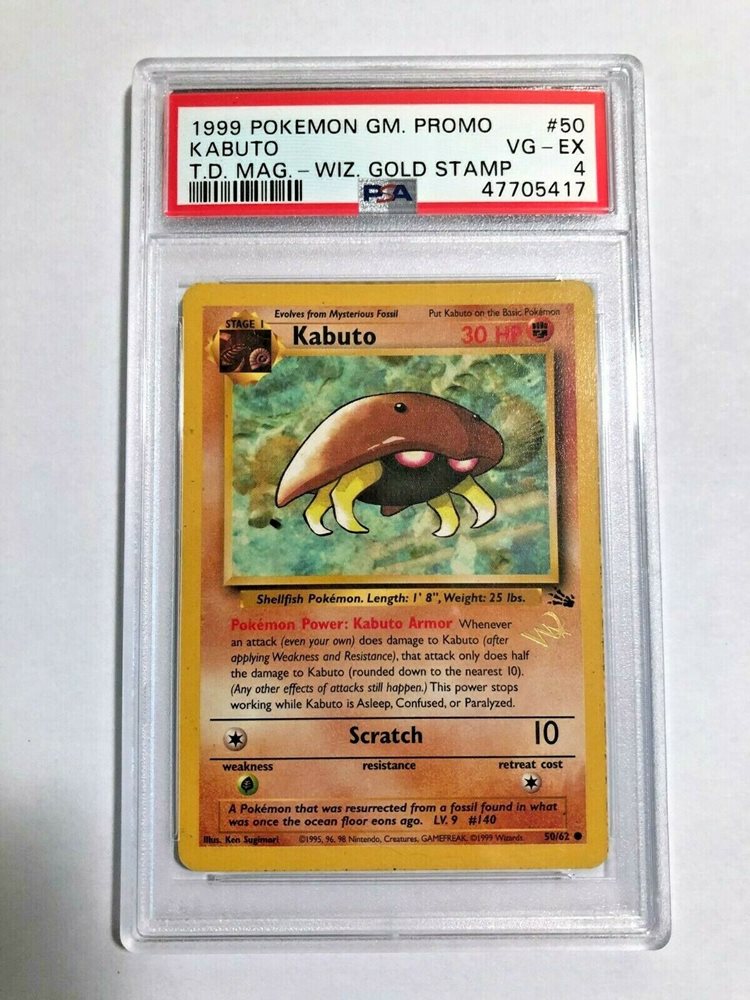 1999 POKEMON GM. PROMO #50
KABUTO VG - EX
T.D. MAG. - WIZ. GOLD STAMP 4
PSA 47705417
Evolves from Mysterious Fossil Put Kabuto on the Basic Pokémon
STAGE 1 Kabuto 30 HP
Shellfish Pokémon. Length: 1' 8", Weight: 25 lbs.
Pokémon Power: Kabuto Armor Whenever
an attack (even your own) does damage to Kabuto (after
applying Weakness and Resistance), that attack only does half
the damage to Kabuto (rounded down to the nearest 10).
(Any other effects of attacks still happen.) This power stops
working while Kabuto is Asleep, Confused, or Paralyzed.
W
Scratch 10
weakness resistance retreat cost
A Pokémon that was resurrected from a fossil found in what
was once the ocean floor eons ago. LV. 9 #140
Illus. Ken Sugimori ©1995, 96, 98 Nintendo, Creatures, GAMEFREAK. ©1999 Wizards. 50/62